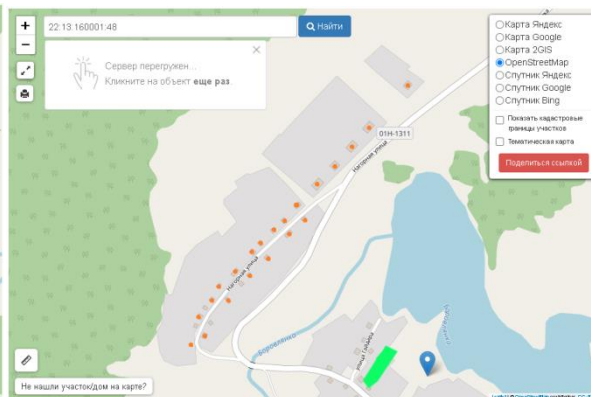 +
22:13:160001:48
Найти
−
Сервер перегружен...
Кликните на объект еще раз.
Карта Яндекс
Карта Google
Карта 2GIS
OpenStreetMap
Спутник Яндекс
Спутник Google
Спутник Bing
Показать кадастровые
границы участков
Тематическая карта
Поделиться ссылкой
01Н-1311
Нагорная улица
Нагорная улица
Боровлянка
улица Гайдара
Не нашли участок/дом на карте?